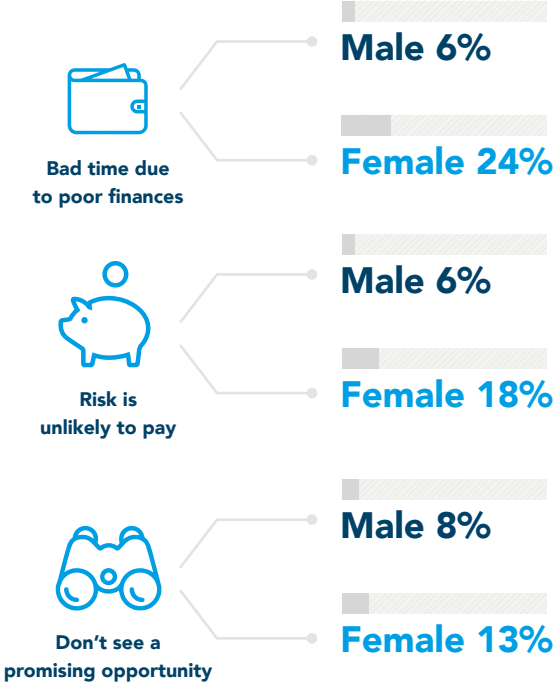 Male 6%
Bad time due
to poor finances
Female 24%
Male 6%
Risk is
unlikely to pay
Female 18%
Male 8%
Don’t see a
promising opportunity
Female 13%